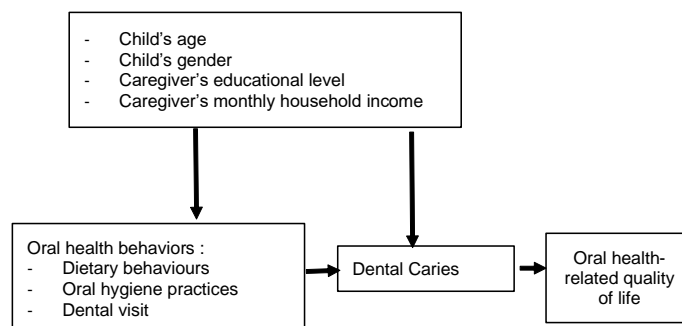 - Child's age
- Child's gender
- Caregiver's educational level
- Caregiver's monthly household income
Oral health behaviors :
- Dietary behaviours
- Oral hygiene practices
- Dental visit
Dental Caries
Oral health-
related quality
of life